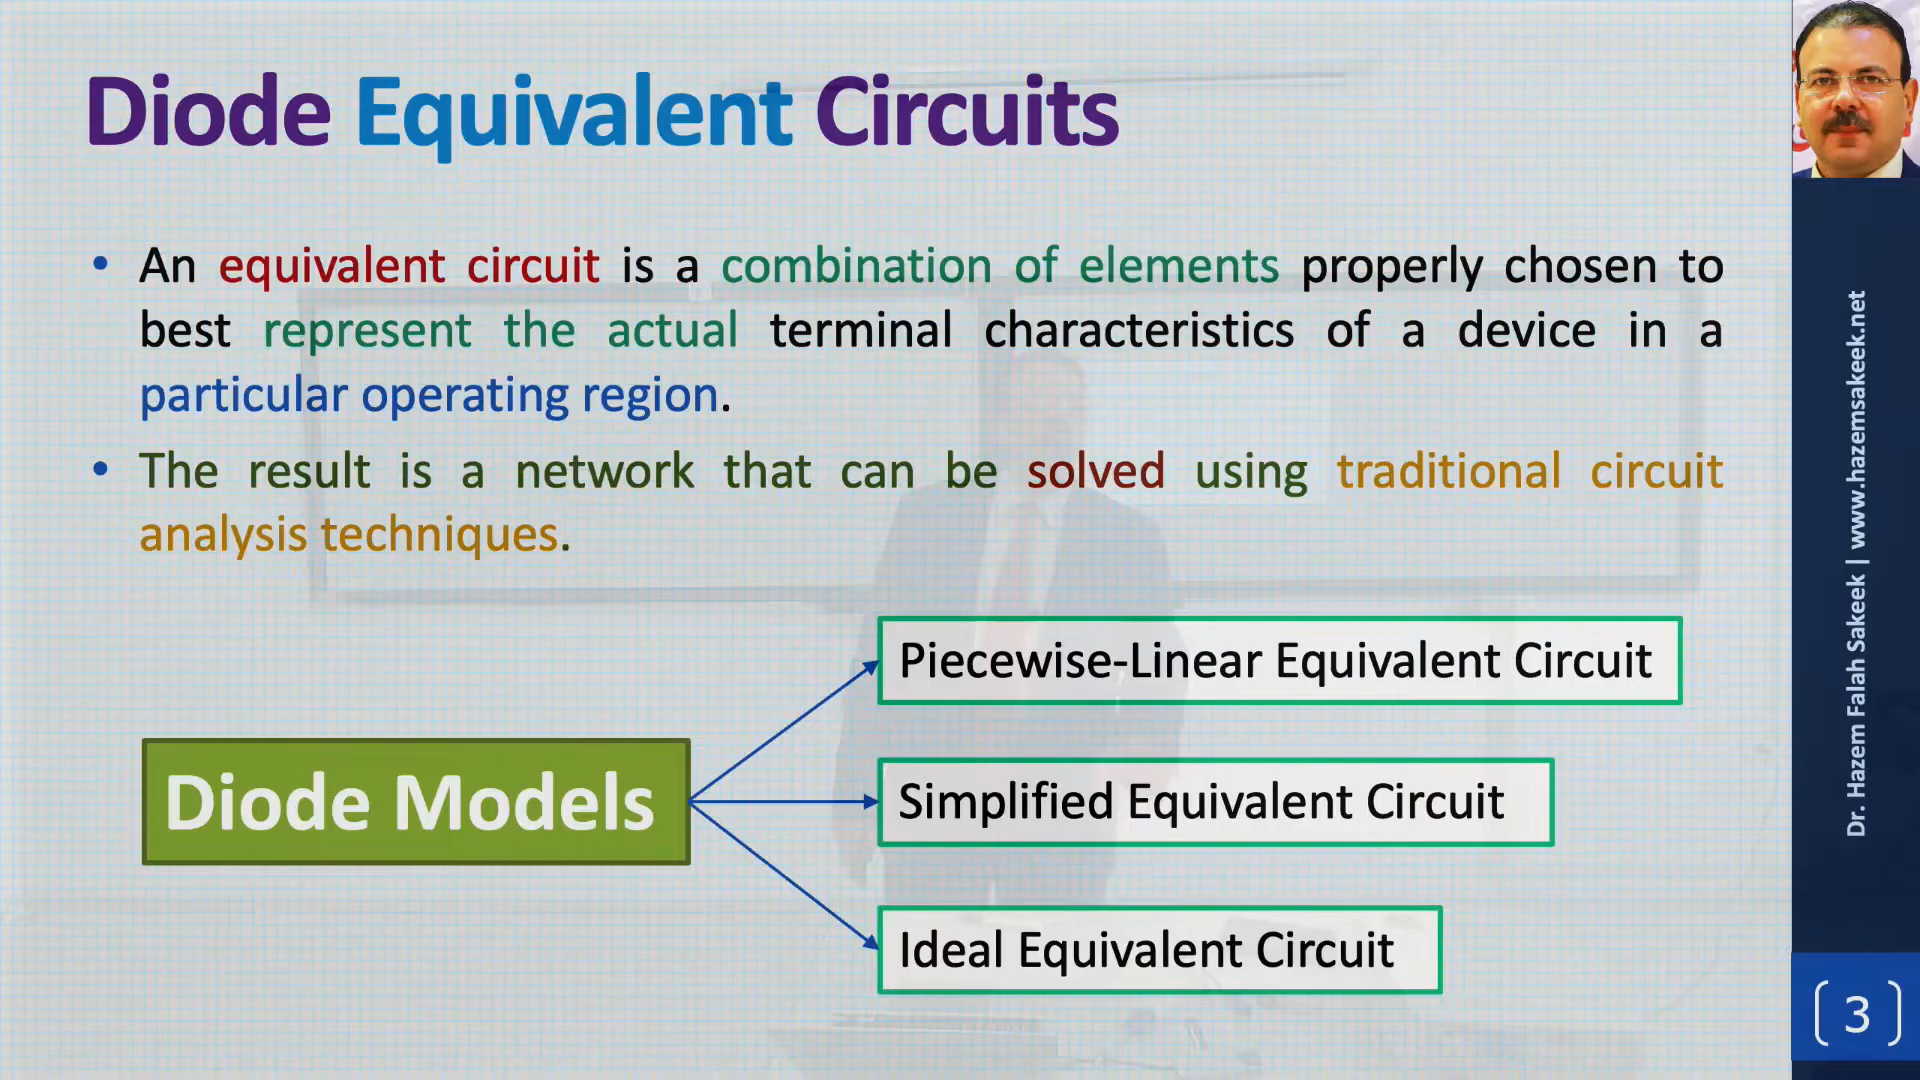 Diode Equivalent Circuits
• An equivalent circuit is a combination of elements properly chosen to
best represent the actual terminal characteristics of a device in a
particular operating region.
• The result is a network that can be solved using traditional circuit
analysis techniques.
Diode Models
Piecewise-Linear Equivalent Circuit
Simplified Equivalent Circuit
Ideal Equivalent Circuit
Dr. Hazem Falah Sakeek | www.hazemsakeek.net
3